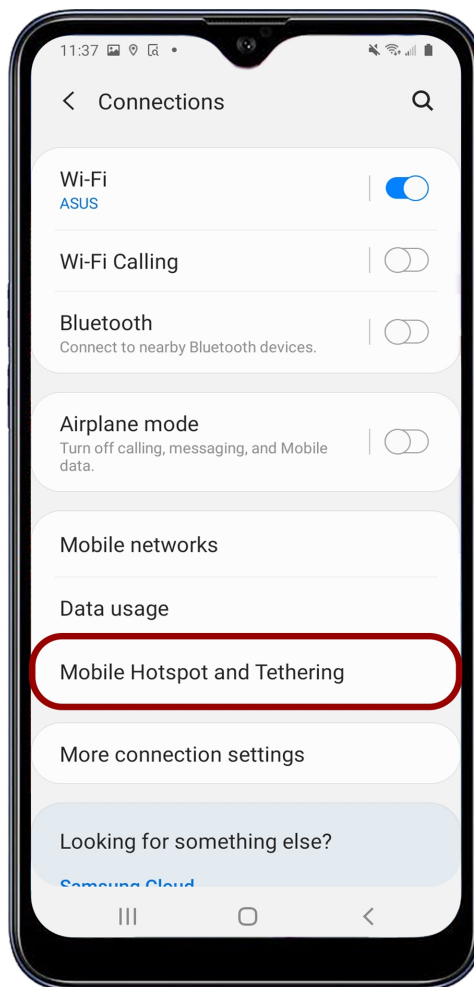 11:37
Connections
Wi-Fi
ASUS
Wi-Fi Calling
Bluetooth
Connect to nearby Bluetooth devices.
Airplane mode
Turn off calling, messaging, and Mobile
data.
Mobile networks
Data usage
Mobile Hotspot and Tethering
More connection settings
Looking for something else?
Samsung Cloud